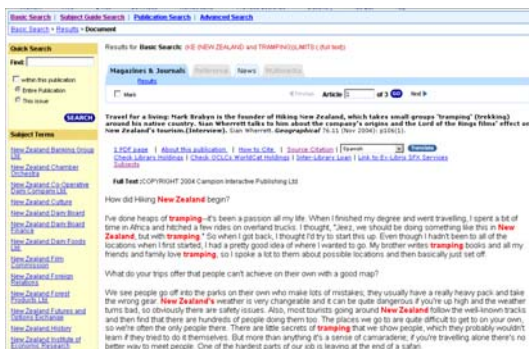 Basic Search | Subject Guide Search | Publication Search | Advanced Search
Basic Search > Results > Document
Quick Search
Find:
within this publication
Entire Publication
This issue
SEARCH
Subject Terms
New Zealand Banking Group Ltd.
New Zealand Chamber Orchestra
New Zealand Co-Operative Dairy Company Ltd.
New Zealand Culture
New Zealand Dairy Board
New Zealand Dairy Board Finance
New Zealand Dairy Foods Ltd.
New Zealand Film Commission
New Zealand Foreign Relations
New Zealand Forest Products Ltd.
New Zealand Futures and Options Exchange
New Zealand History
New Zealand Institute of Economic Research
Results for Basic Search: (KE (NEW ZEALAND and TRAMPING))LIMITS ( (full text)
Magazines & Journals Reference News Multimedia
Results
Mark
Previous Article 1 of 3 GO Next
Travel for a living: Mark Brabyn is the founder of Hiking New Zealand, which takes small groups 'tramping' (trekking)
around his native country. Sian Wherrett talks to him about the company's origins and the Lord of the Rings films' effect on
New Zealand's tourism.(Interview). Sian Wherrett. Geographical 76.11 (Nov 2004): p106(1).
1 PDF page | About this publication | How to Cite | Source Citation | Spanish Translate
Check Library Holdings | Check OCLCs WorldCat Holdings | Inter-Library Loan | Link to Ex Libris SFX Services
Subjects
Full Text :COPYRIGHT 2004 Campion Interactive Publishing Ltd
How did Hiking New Zealand begin?
I've done heaps of tramping--it's been a passion all my life. When I finished my degree and went travelling, I spent a bit of
time in Africa and hitched a few rides on overland trucks. I thought, "Jeez, we should be doing something like this in New
Zealand, but with tramping." So when I got back, I thought I'd try to start this up. Even though I hadn't been to all of the
locations when I first started, I had a pretty good idea of where I wanted to go. My brother writes tramping books and all my
friends and family love tramping, so I spoke a lot to them about possible locations and then basically just set off.
What do your trips offer that people can't achieve on their own with a good map?
We see people go off into the parks on their own who make lots of mistakes; they usually have a really heavy pack and take
the wrong gear. New Zealand's weather is very changeable and it can be quite dangerous if you're up high and the weather
turns bad, so obviously there are safety issues. Also, most tourists going around New Zealand follow the well-known tracks
and then find that there are hundreds of people doing them too. The places we go to are quite difficult to get to on your own,
so we're often the only people there. There are little secrets of tramping that we show people, which they probably wouldn't
learn if they tried to do it themselves. But more than anything it's a sense of camaraderie; if you're travelling alone there's no
better way to meet people. One of the hardest parts of our job is leaving at the end of a safari.